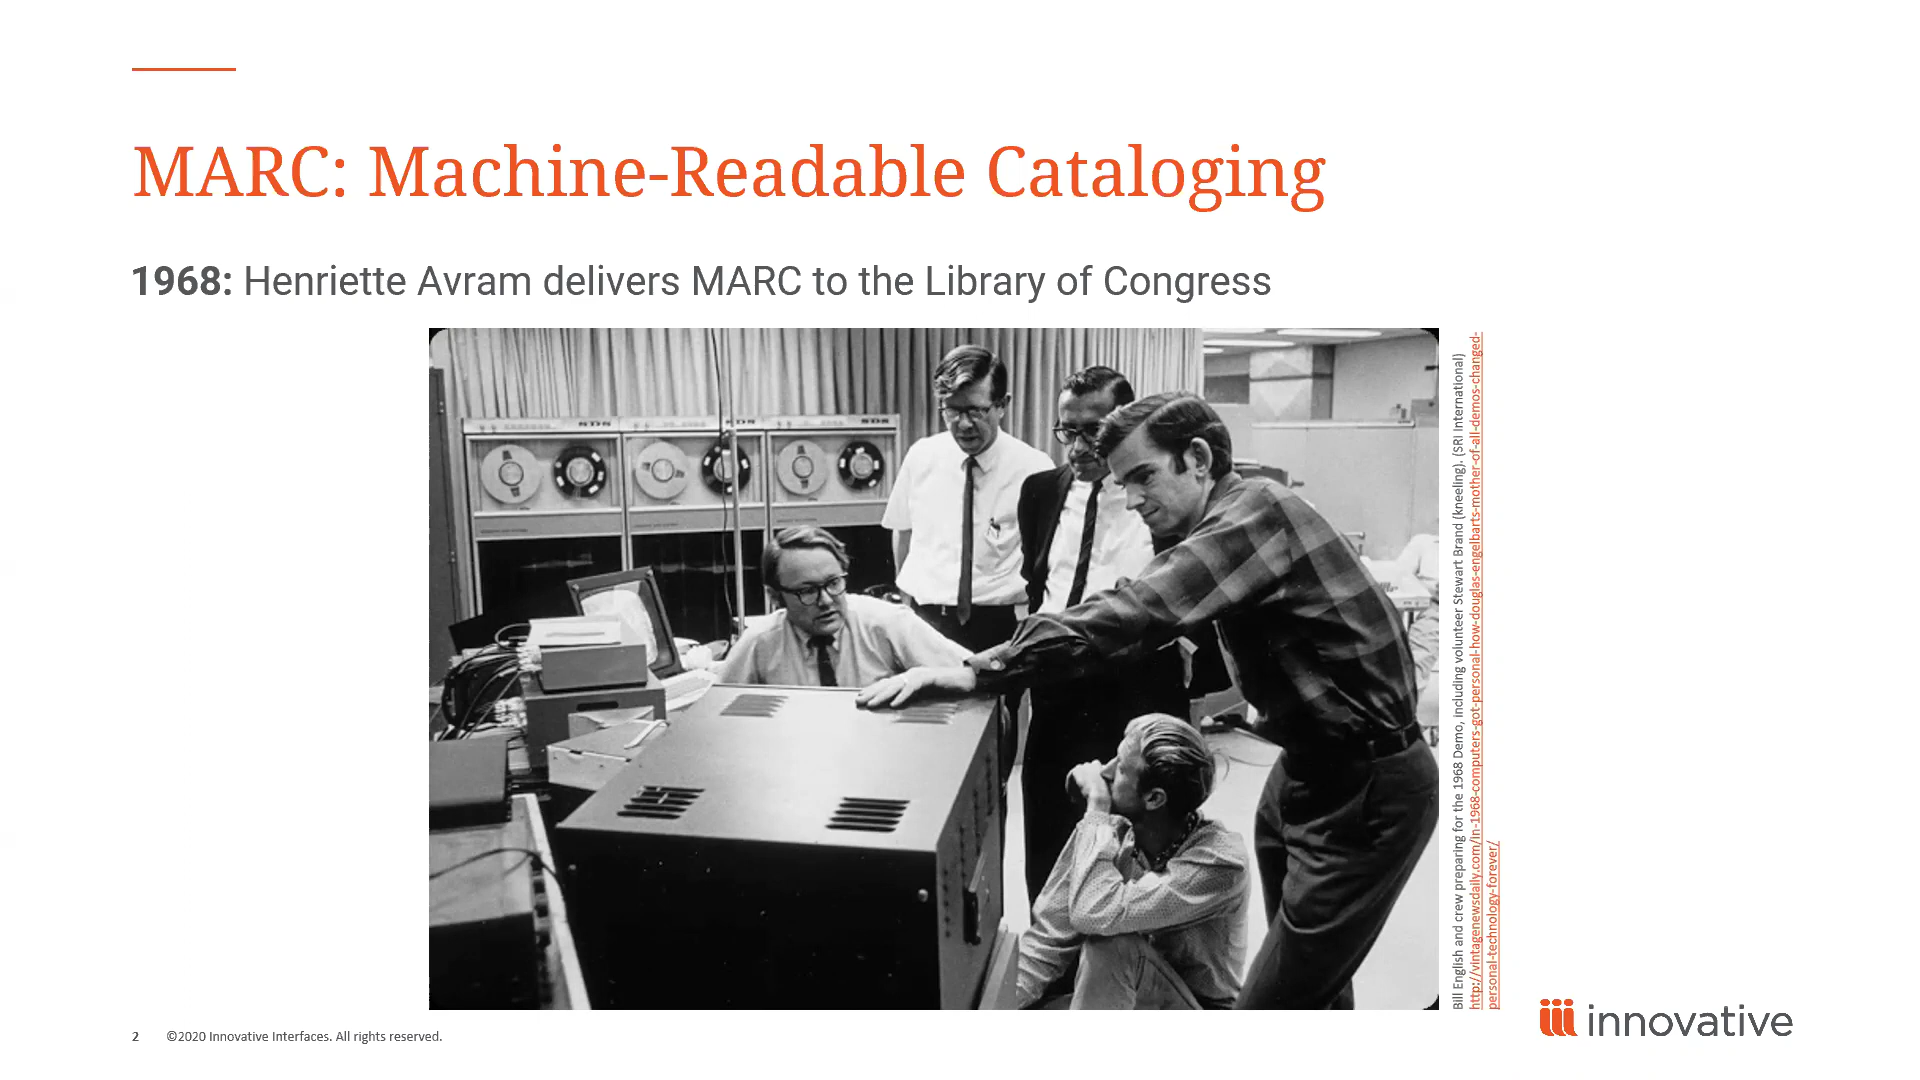 MARC: Machine-Readable Cataloging
1968: Henriette Avram delivers MARC to the Library of Congress
SDS
SDS
SDS
Bill English and crew preparing for the 1968 Demo, including volunteer Stewart Brand (kneeling). (SRI International)
http://vintagenewsdaily.com/in-1968-computers-got-personal-how-douglas-engelbarts-mother-of-all-demos-changed-
personal-technology-forever/
2 ©2020 Innovative Interfaces. All rights reserved.
innovative